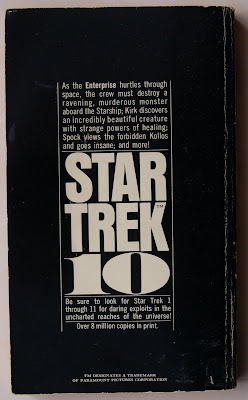 As the Enterprise hurtles through
space, the crew must destroy a
ravening, murderous monster
aboard the Starship; Kirk discovers
an incredibly beautiful creature
with strange powers of healing;
Spock views the forbidden Kollos
and goes insane; and more!
STAR
TREK™
10
Be sure to look for Star Trek 1
through 11 for daring exploits in the
uncharted reaches of the universe!
Over 8 million copies in print.
TM DESIGNATES A TRADEMARK
OF PARAMOUNT PICTURES CORPORATION